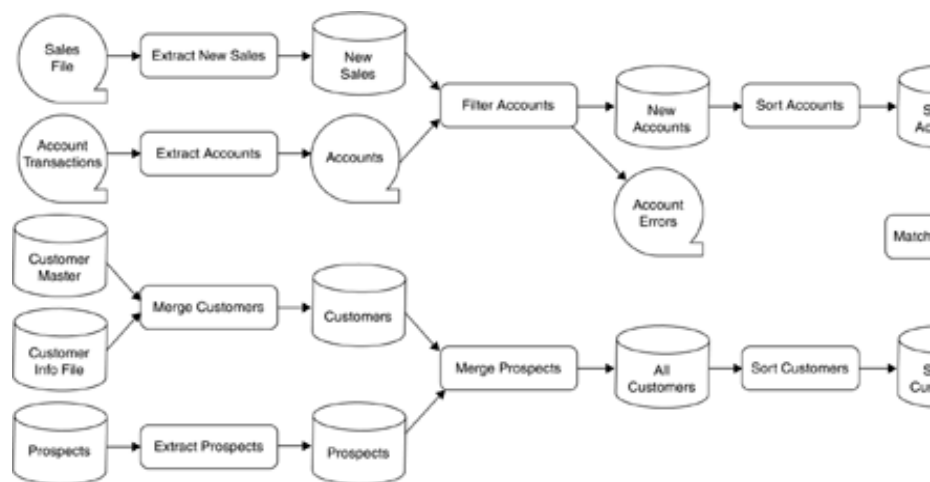 Sales
File
Extract New Sales
New
Sales
Filter Accounts
New
Accounts
Sort Accounts
Account
Transactions
Extract Accounts
Accounts
Account
Errors
Match
Customer
Master
Merge Customers
Customers
Customer
Info File
Merge Prospects
All
Customers
Sort Customers
Prospects
Extract Prospects
Prospects